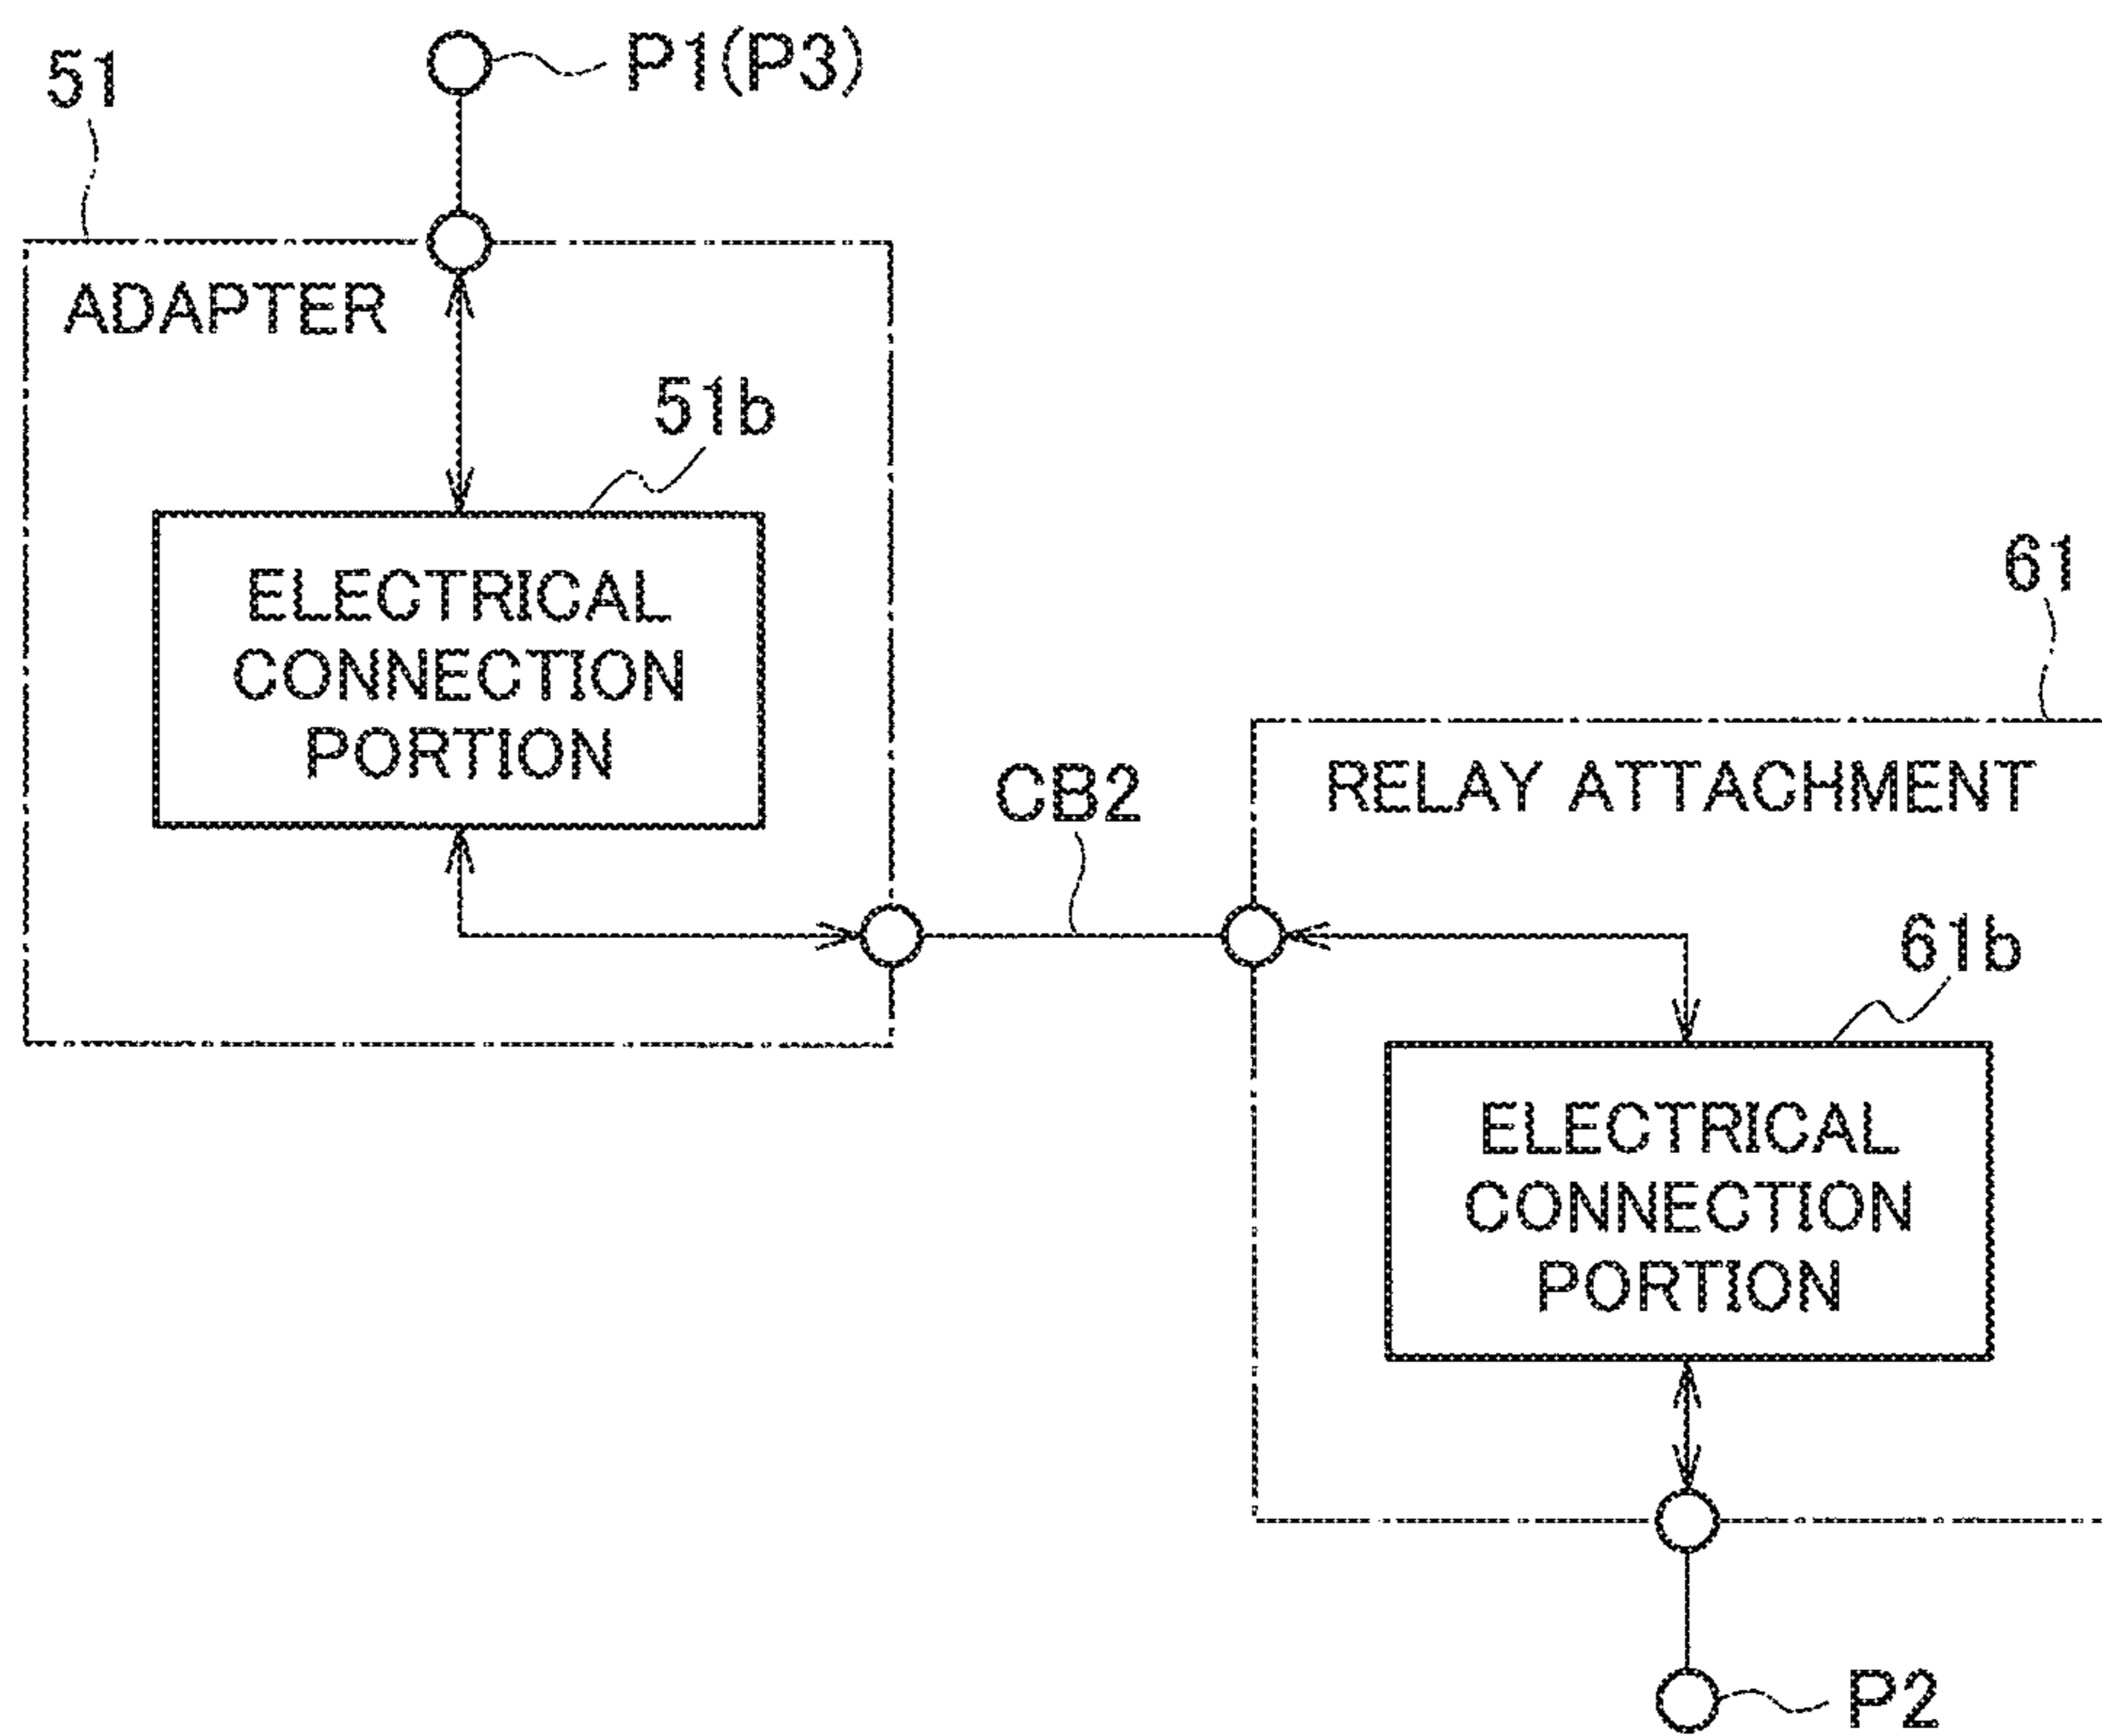 P1(P3)
51
ADAPTER
51b
ELECTRICAL
CONNECTION
PORTION
CB2
61
RELAY ATTACHMENT
61b
ELECTRICAL
CONNECTION
PORTION
P2